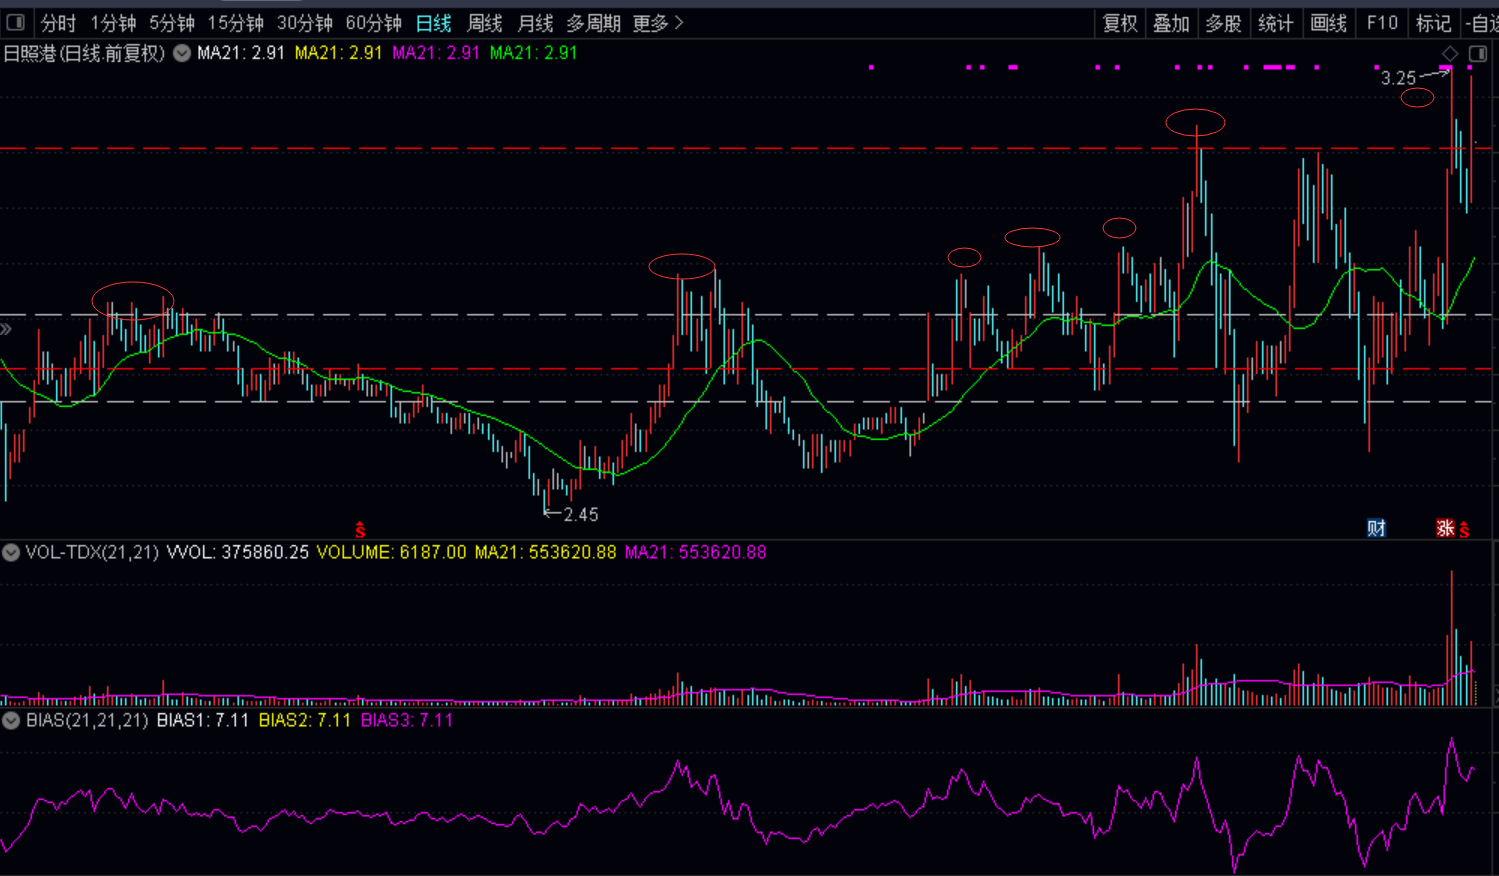 分时 1分钟 5分钟 15分钟 30分钟 60分钟 日线 周线 月线 多周期 更多 复权 叠加 多股 统计 画线 F10 标记 -自选
日照港(日线.前复权) MA21: 2.91 MA21: 2.91 MA21: 2.91 MA21: 2.91
3.25
2.45
S 财 涨 S
VOL-TDX(21,21) VVOL: 375860.25 VOLUME: 6187.00 MA21: 553620.88 MA21: 553620.88
BIAS(21,21,21) BIAS1: 7.11 BIAS2: 7.11 BIAS3: 7.11